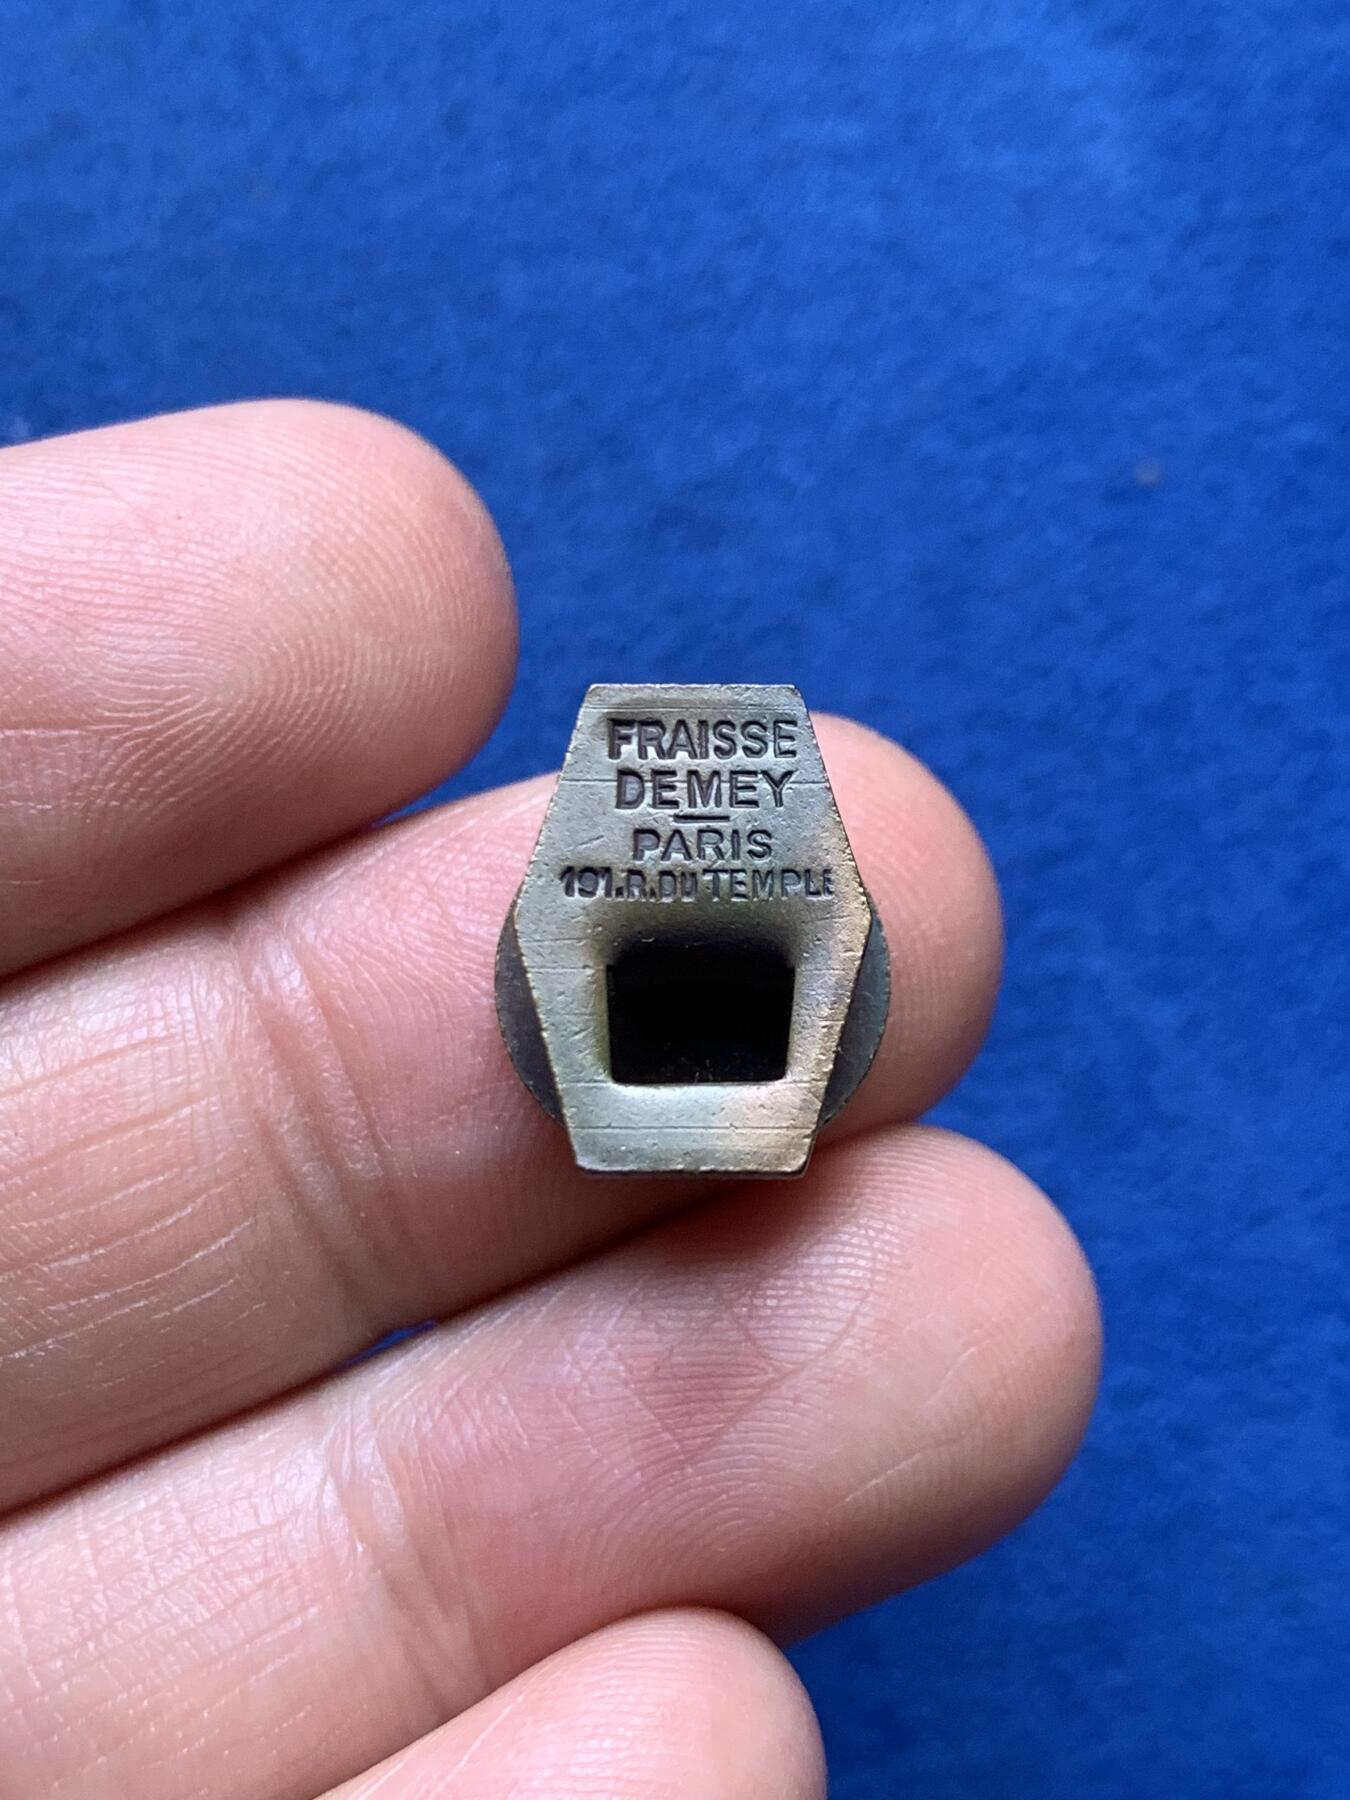 FRAISSE
DEMEY
PARIS
191.R.DU TEMPLE